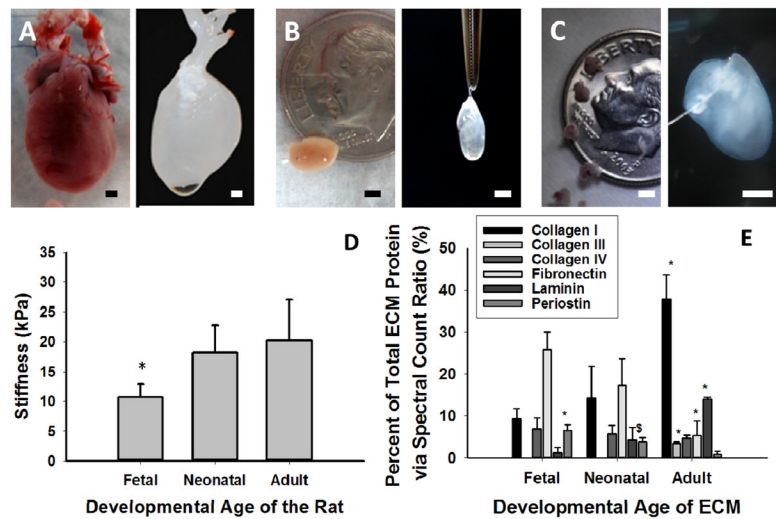 A
B
C
LIBERTY
LIBERTY
D
Stiffness (kPa)
35
30
25
20
15
10
5
0
*
Fetal Neonatal Adult
Developmental Age of the Rat
E
Percent of Total ECM Protein
via Spectral Count Ratio (%)
50
40
30
20
10
0
Collagen I
Collagen III
Collagen IV
Fibronectin
Laminin
Periostin
*
$
*
*
*
*
Fetal Neonatal Adult
Developmental Age of ECM